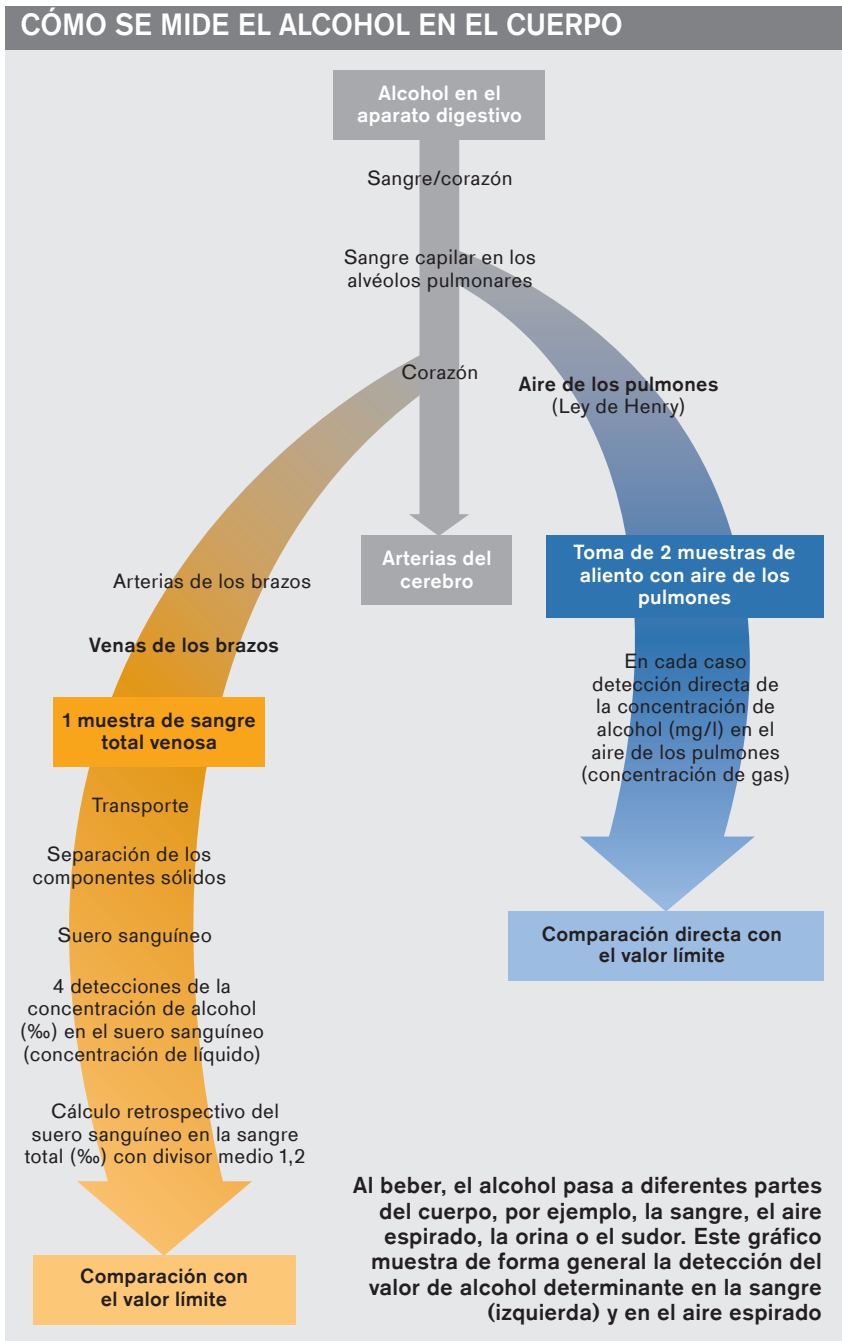 CÓMO SE MIDE EL ALCOHOL EN EL CUERPO
Alcohol en el
aparato digestivo
Sangre/corazón
Sangre capilar en los
alvéolos pulmonares
Corazón
Aire de los pulmones
(Ley de Henry)
Arterias del
cerebro
Toma de 2 muestras de
aliento con aire de los
pulmones
En cada caso
detección directa de
la concentración de
alcohol (mg/l) en el
aire de los pulmones
(concentración de gas)
Comparación directa con
el valor límite
Arterias de los brazos
Venas de los brazos
1 muestra de sangre
total venosa
Transporte
Separación de los
componentes sólidos
Suero sanguíneo
4 detecciones de la
concentración de alcohol
(‰) en el suero sanguíneo
(concentración de líquido)
Cálculo retrospectivo del
suero sanguíneo en la sangre
total (‰) con divisor medio 1,2
Comparación con
el valor límite
Al beber, el alcohol pasa a diferentes partes
del cuerpo, por ejemplo, la sangre, el aire
espirado, la orina o el sudor. Este gráfico
muestra de forma general la detección del
valor de alcohol determinante en la sangre
(izquierda) y en el aire espirado